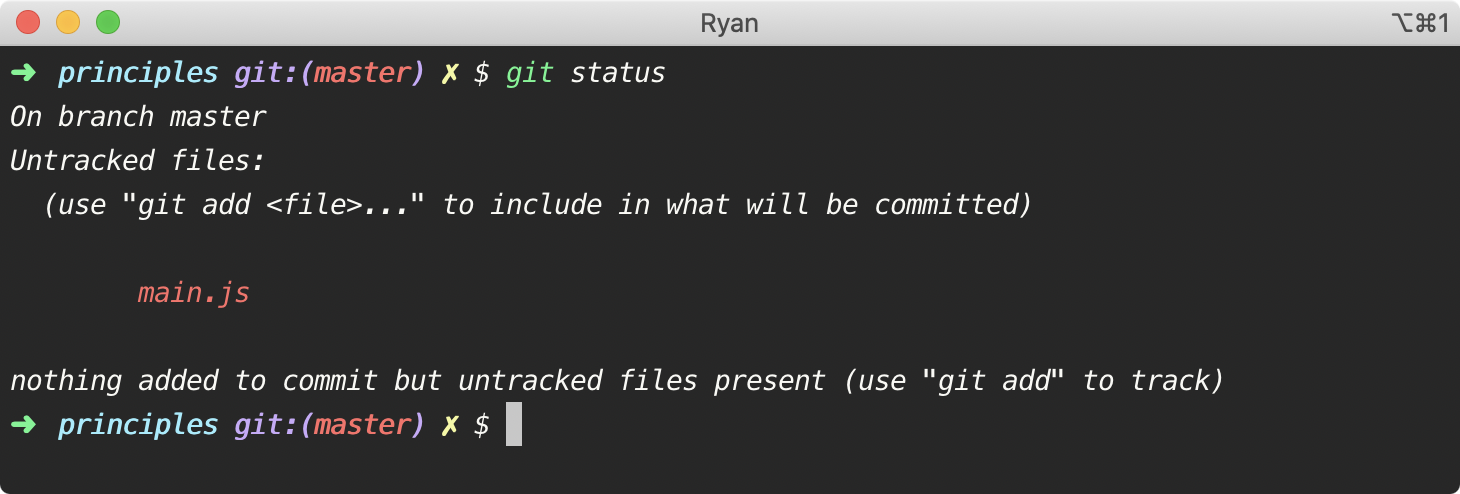 Ryan
⌥⌘1
➜ principles git:(master) ✗ $ git status
On branch master
Untracked files:
  (use "git add <file>..." to include in what will be committed)
        main.js
nothing added to commit but untracked files present (use "git add" to track)
➜ principles git:(master) ✗ $